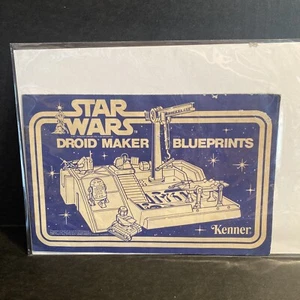 STAR
WARS
DROID MAKER BLUEPRINTS
Kenner